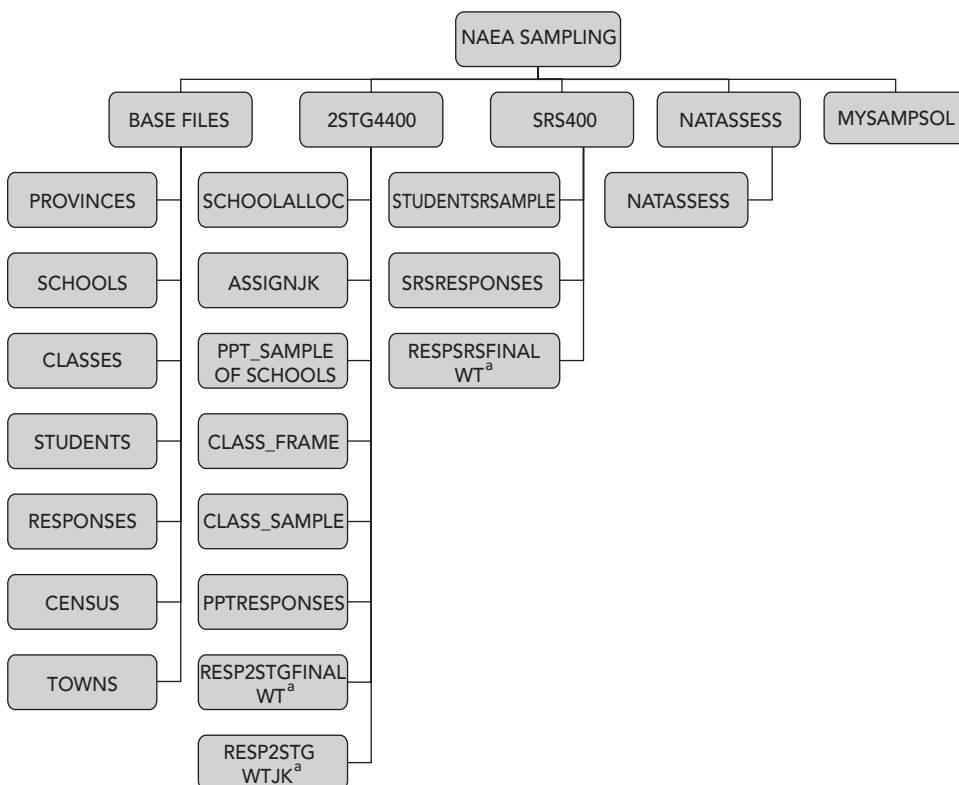 NAEA SAMPLING
BASE FILES
2STG4400
SRS400
NATASSESS
MYSAMPSOL
PROVINCES
SCHOOLS
CLASSES
STUDENTS
RESPONSES
CENSUS
TOWNS
SCHOOLALLOC
ASSIGNJK
PPT_SAMPLE
OF SCHOOLS
CLASS_FRAME
CLASS_SAMPLE
PPTRESPONSES
RESP2STGFINAL
WTa
RESP2STG
WTJKa
STUDENTSRSAMPLE
SRSRESPONSES
RESPSRSFINAL
WTa
NATASSESS